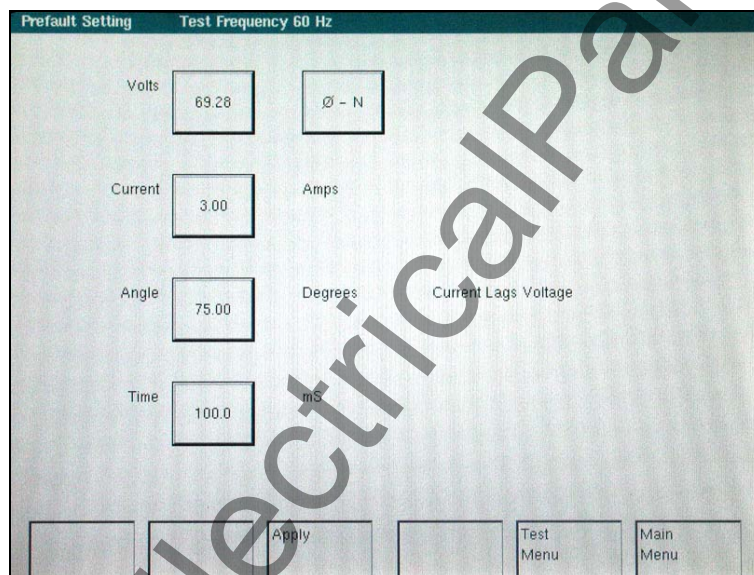 Prefault Setting Test Frequency 60 Hz
Volts 69.28 Ø - N
Current 3.00 Amps
Angle 75.00 Degrees Current Lags Voltage
Time 100.0 mS
Apply
Test Menu
Main Menu